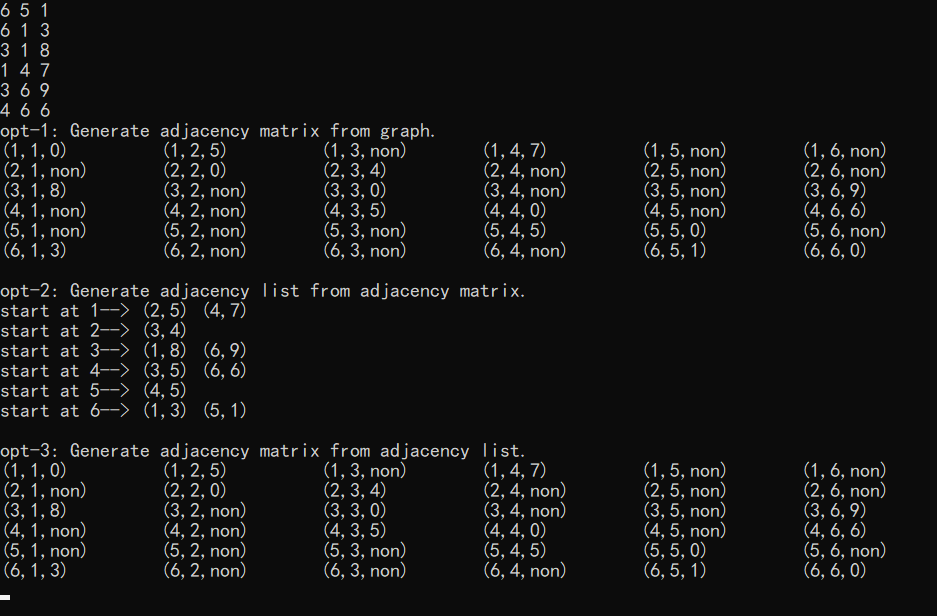 6 5 1
6 1 3
3 1 8
1 4 7
3 6 9
4 6 6
opt-1: Generate adjacency matrix from graph.
(1,1,0) (1,2,5) (1,3,non) (1,4,7) (1,5,non) (1,6,non)
(2,1,non) (2,2,0) (2,3,4) (2,4,non) (2,5,non) (2,6,non)
(3,1,8) (3,2,non) (3,3,0) (3,4,non) (3,5,non) (3,6,9)
(4,1,non) (4,2,non) (4,3,5) (4,4,0) (4,5,non) (4,6,6)
(5,1,non) (5,2,non) (5,3,non) (5,4,5) (5,5,0) (5,6,non)
(6,1,3) (6,2,non) (6,3,non) (6,4,non) (6,5,1) (6,6,0)
opt-2: Generate adjacency list from adjacency matrix.
start at 1--> (2,5) (4,7)
start at 2--> (3,4)
start at 3--> (1,8) (6,9)
start at 4--> (3,5) (6,6)
start at 5--> (4,5)
start at 6--> (1,3) (5,1)
opt-3: Generate adjacency matrix from adjacency list.
(1,1,0) (1,2,5) (1,3,non) (1,4,7) (1,5,non) (1,6,non)
(2,1,non) (2,2,0) (2,3,4) (2,4,non) (2,5,non) (2,6,non)
(3,1,8) (3,2,non) (3,3,0) (3,4,non) (3,5,non) (3,6,9)
(4,1,non) (4,2,non) (4,3,5) (4,4,0) (4,5,non) (4,6,6)
(5,1,non) (5,2,non) (5,3,non) (5,4,5) (5,5,0) (5,6,non)
(6,1,3) (6,2,non) (6,3,non) (6,4,non) (6,5,1) (6,6,0)